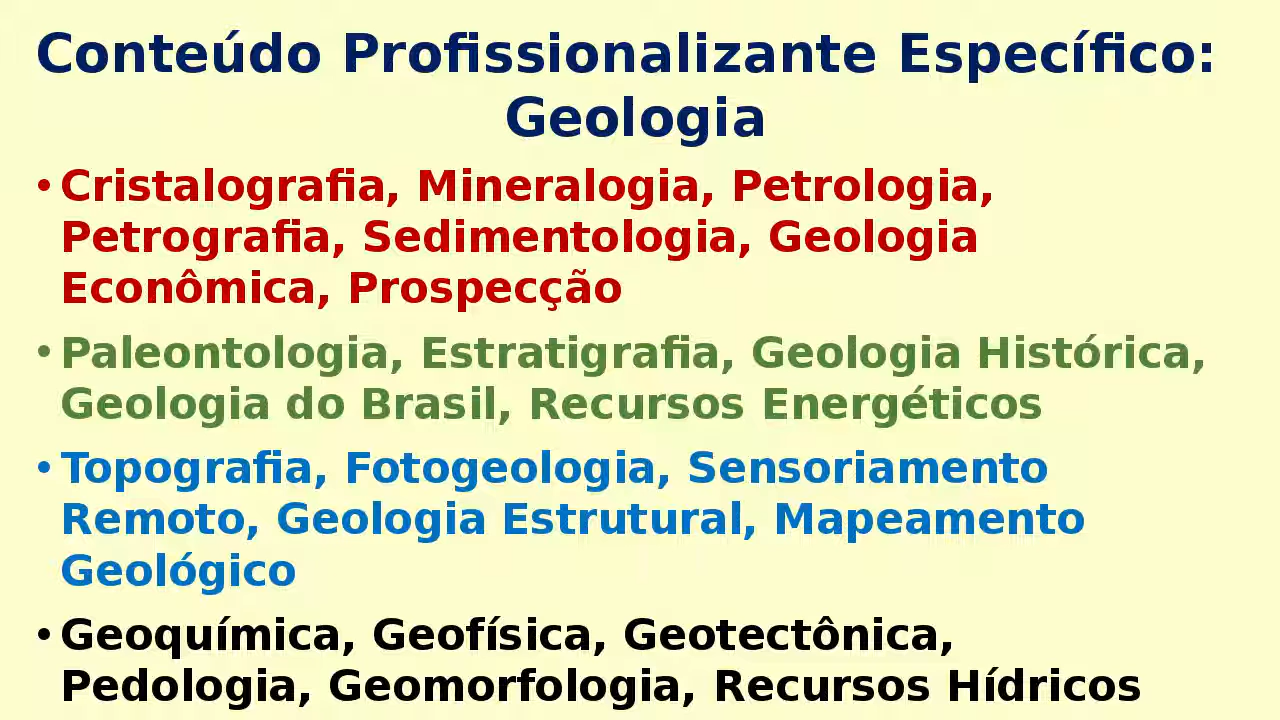 Conteúdo Profissionalizante Específico:
Geologia
• Cristalografia, Mineralogia, Petrologia,
Petrografia, Sedimentologia, Geologia
Econômica, Prospecção
• Paleontologia, Estratigrafia, Geologia Histórica,
Geologia do Brasil, Recursos Energéticos
• Topografia, Fotogeologia, Sensoriamento
Remoto, Geologia Estrutural, Mapeamento
Geológico
• Geoquímica, Geofísica, Geotectônica,
Pedologia, Geomorfologia, Recursos Hídricos